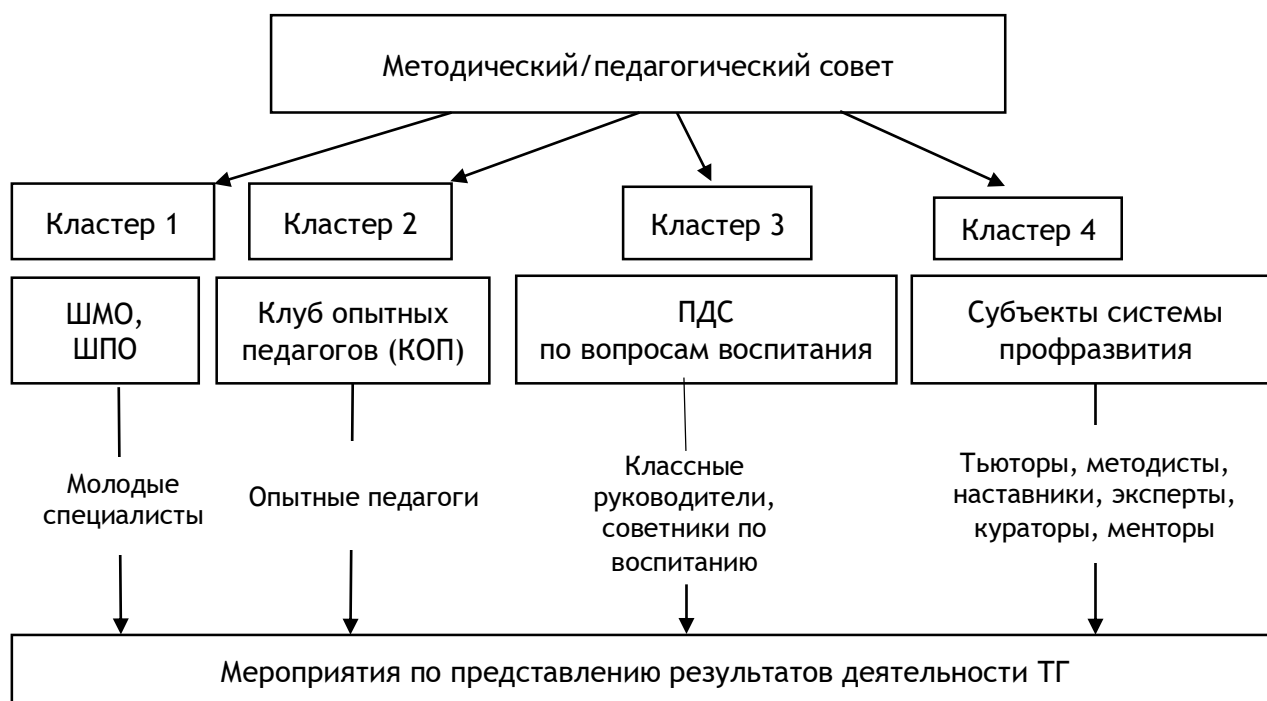 Методический/педагогический совет
Кластер 1
Кластер 2
Кластер 3
Кластер 4
ШМО,
ШПО
Клуб опытных
педагогов (КОП)
ПДС
по вопросам воспитания
Субъекты системы
профразвития
Молодые
специалисты
Опытные педагоги
Классные
руководители,
советники по
воспитанию
Тьюторы, методисты,
наставники, эксперты,
кураторы, менторы
Мероприятия по представлению результатов деятельности ТГ